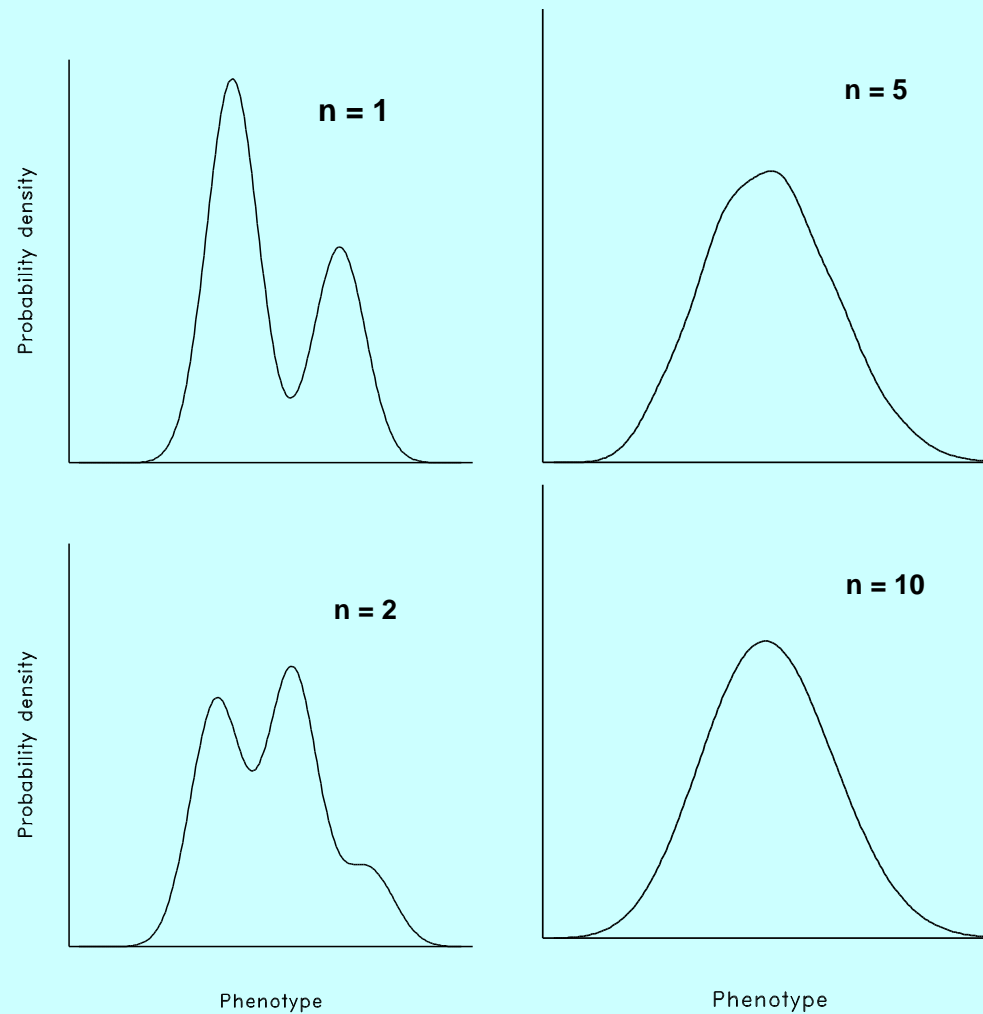 n = 1
Probability density
n = 5
n = 2
Probability density
Phenotype
n = 10
Phenotype